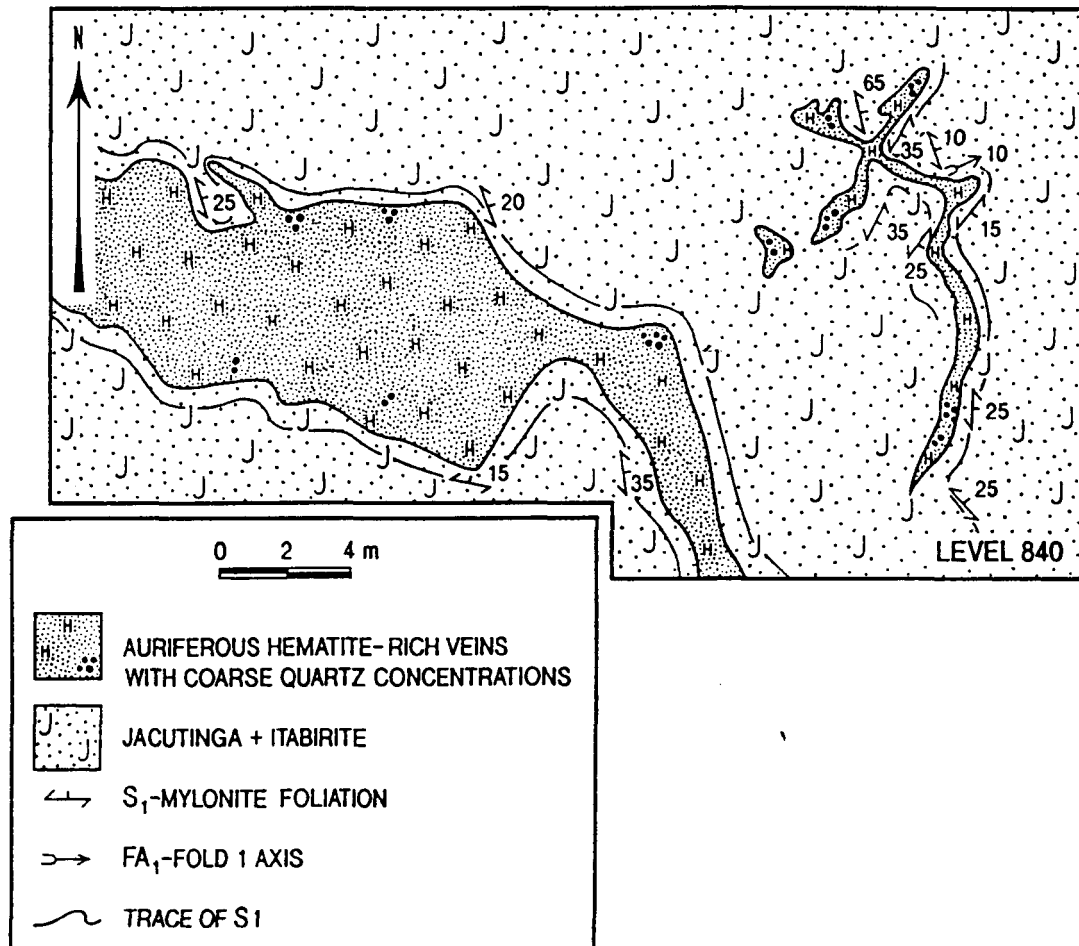 N
65
35
10
10
25
20
35
15
25
25
15
35
25
LEVEL 840
0 2 4 m
H
H
AURIFEROUS HEMATITE-RICH VEINS
WITH COARSE QUARTZ CONCENTRATIONS
J
J
JACUTINGA + ITABIRITE
S₁-MYLONITE FOLIATION
FA₁-FOLD 1 AXIS
TRACE OF S1